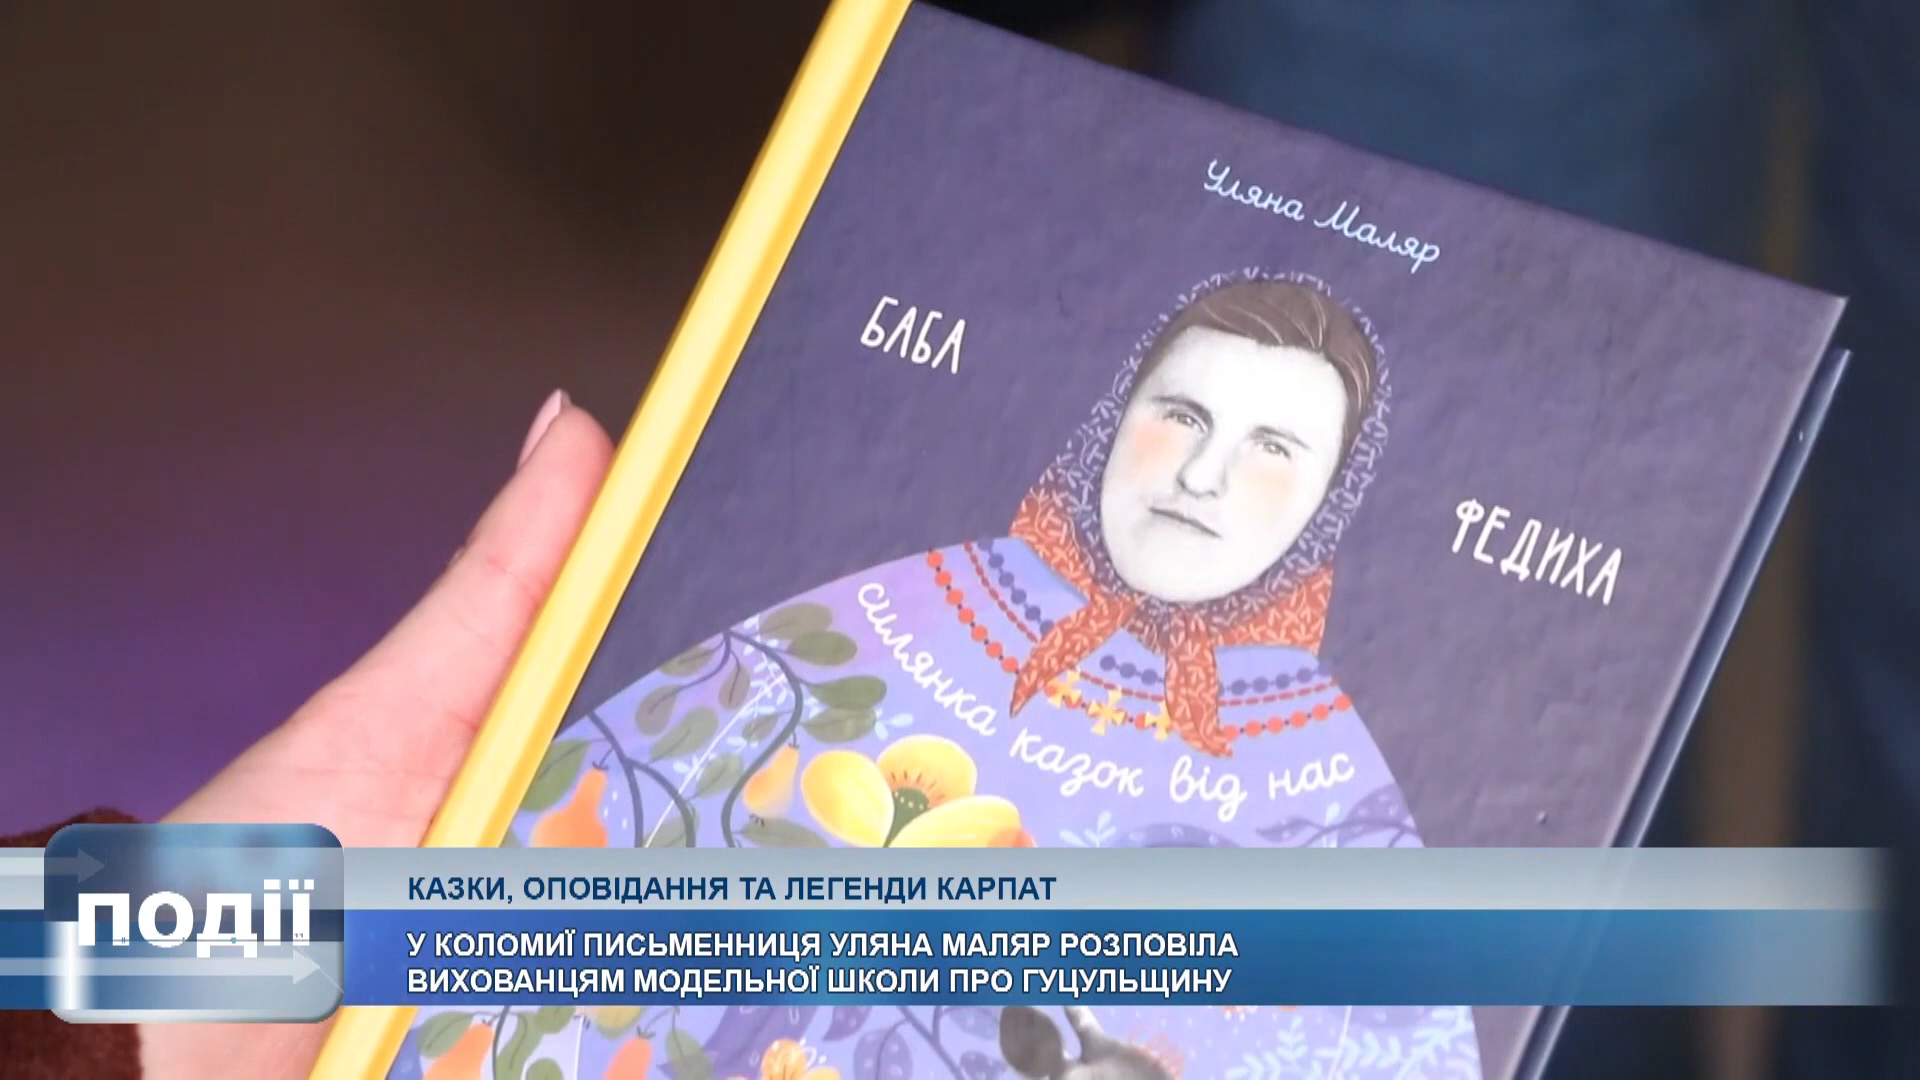 Уляна Маляр
БАБА
ФЕДИХА
силянка казок від нас
події
КАЗКИ, ОПОВІДАННЯ ТА ЛЕГЕНДИ КАРПАТ
У КОЛОМИЇ ПИСЬМЕННИЦЯ УЛЯНА МАЛЯР РОЗПОВІЛА
ВИХОВАНЦЯМ МОДЕЛЬНОЇ ШКОЛИ ПРО ГУЦУЛЬЩИНУ